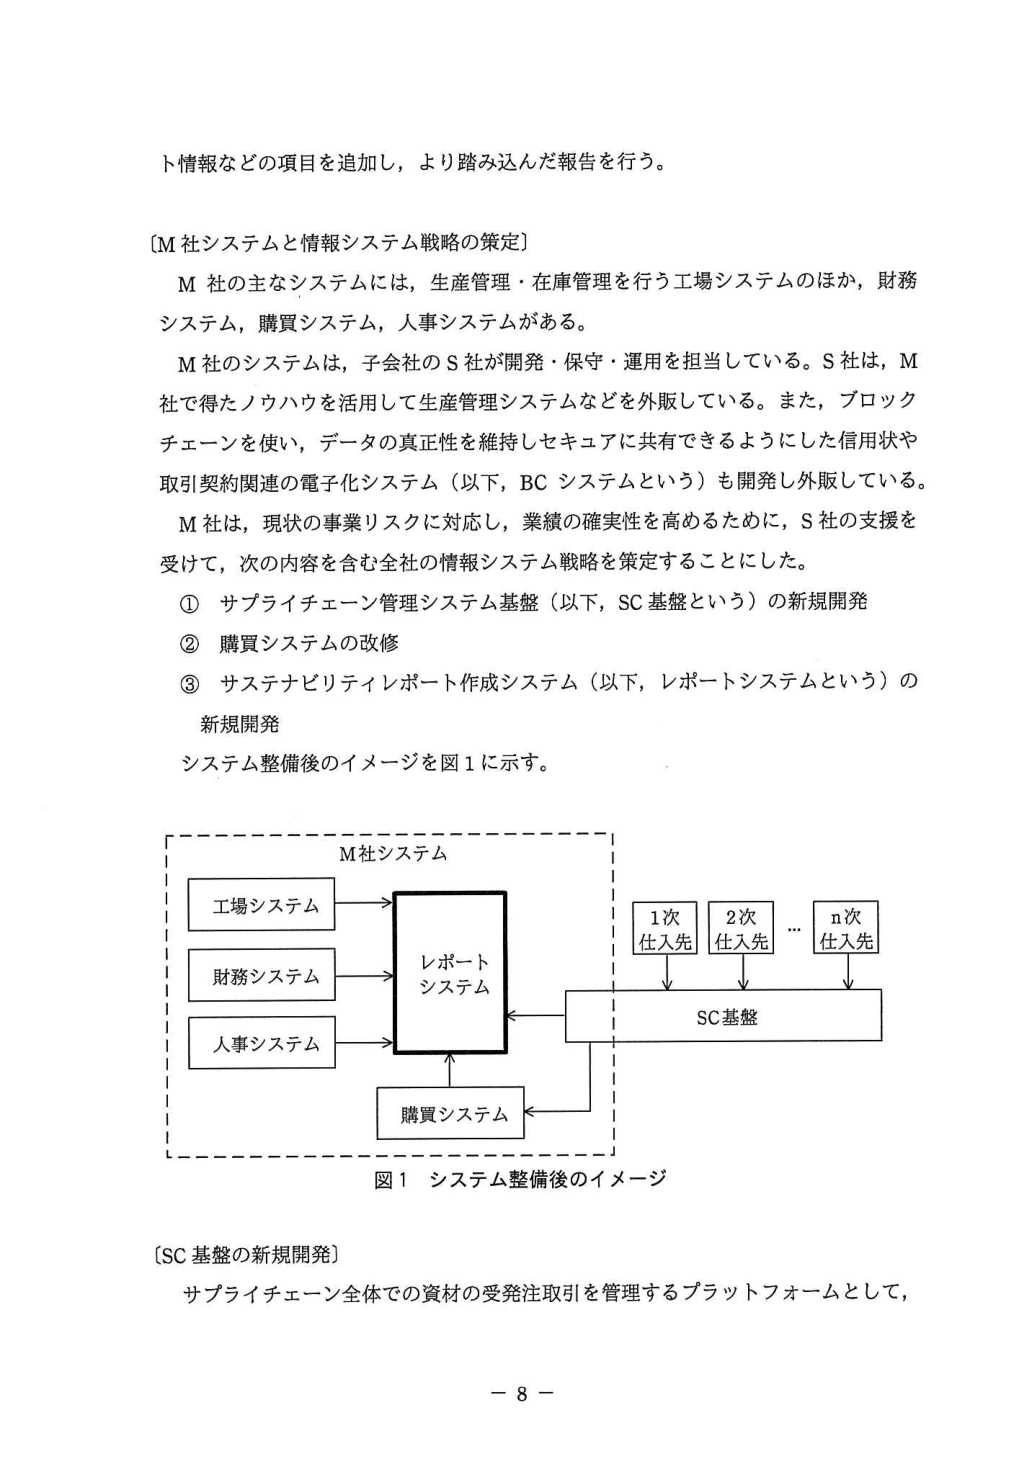 ト情報などの項目を追加し，より踏み込んだ報告を行う。
〔M 社システムと情報システム戦略の策定〕
M 社の主なシステムには，生産管理・在庫管理を行う工場システムのほか，財務
システム，購買システム，人事システムがある。
M 社のシステムは，子会社の S 社が開発・保守・運用を担当している。S 社は，M
社で得たノウハウを活用して生産管理システムなどを外販している。また，ブロック
チェーンを使い，データの真正性を維持しセキュアに共有できるようにした信用状や
取引契約関連の電子化システム（以下，BC システムという）も開発し外販している。
M 社は，現状の事業リスクに対応し，業績の確実性を高めるために，S 社の支援を
受けて，次の内容を含む全社の情報システム戦略を策定することにした。
① サプライチェーン管理システム基盤（以下，SC 基盤という）の新規開発
② 購買システムの改修
③ サステナビリティレポート作成システム（以下，レポートシステムという）の
新規開発
システム整備後のイメージを図 1 に示す。
M社システム
工場システム
財務システム
人事システム
レポート
システム
購買システム
1次
仕入先
2次
仕入先
…
n次
仕入先
SC基盤
図 1 システム整備後のイメージ
〔SC 基盤の新規開発〕
サプライチェーン全体での資材の受発注取引を管理するプラットフォームとして，
－ 8 －